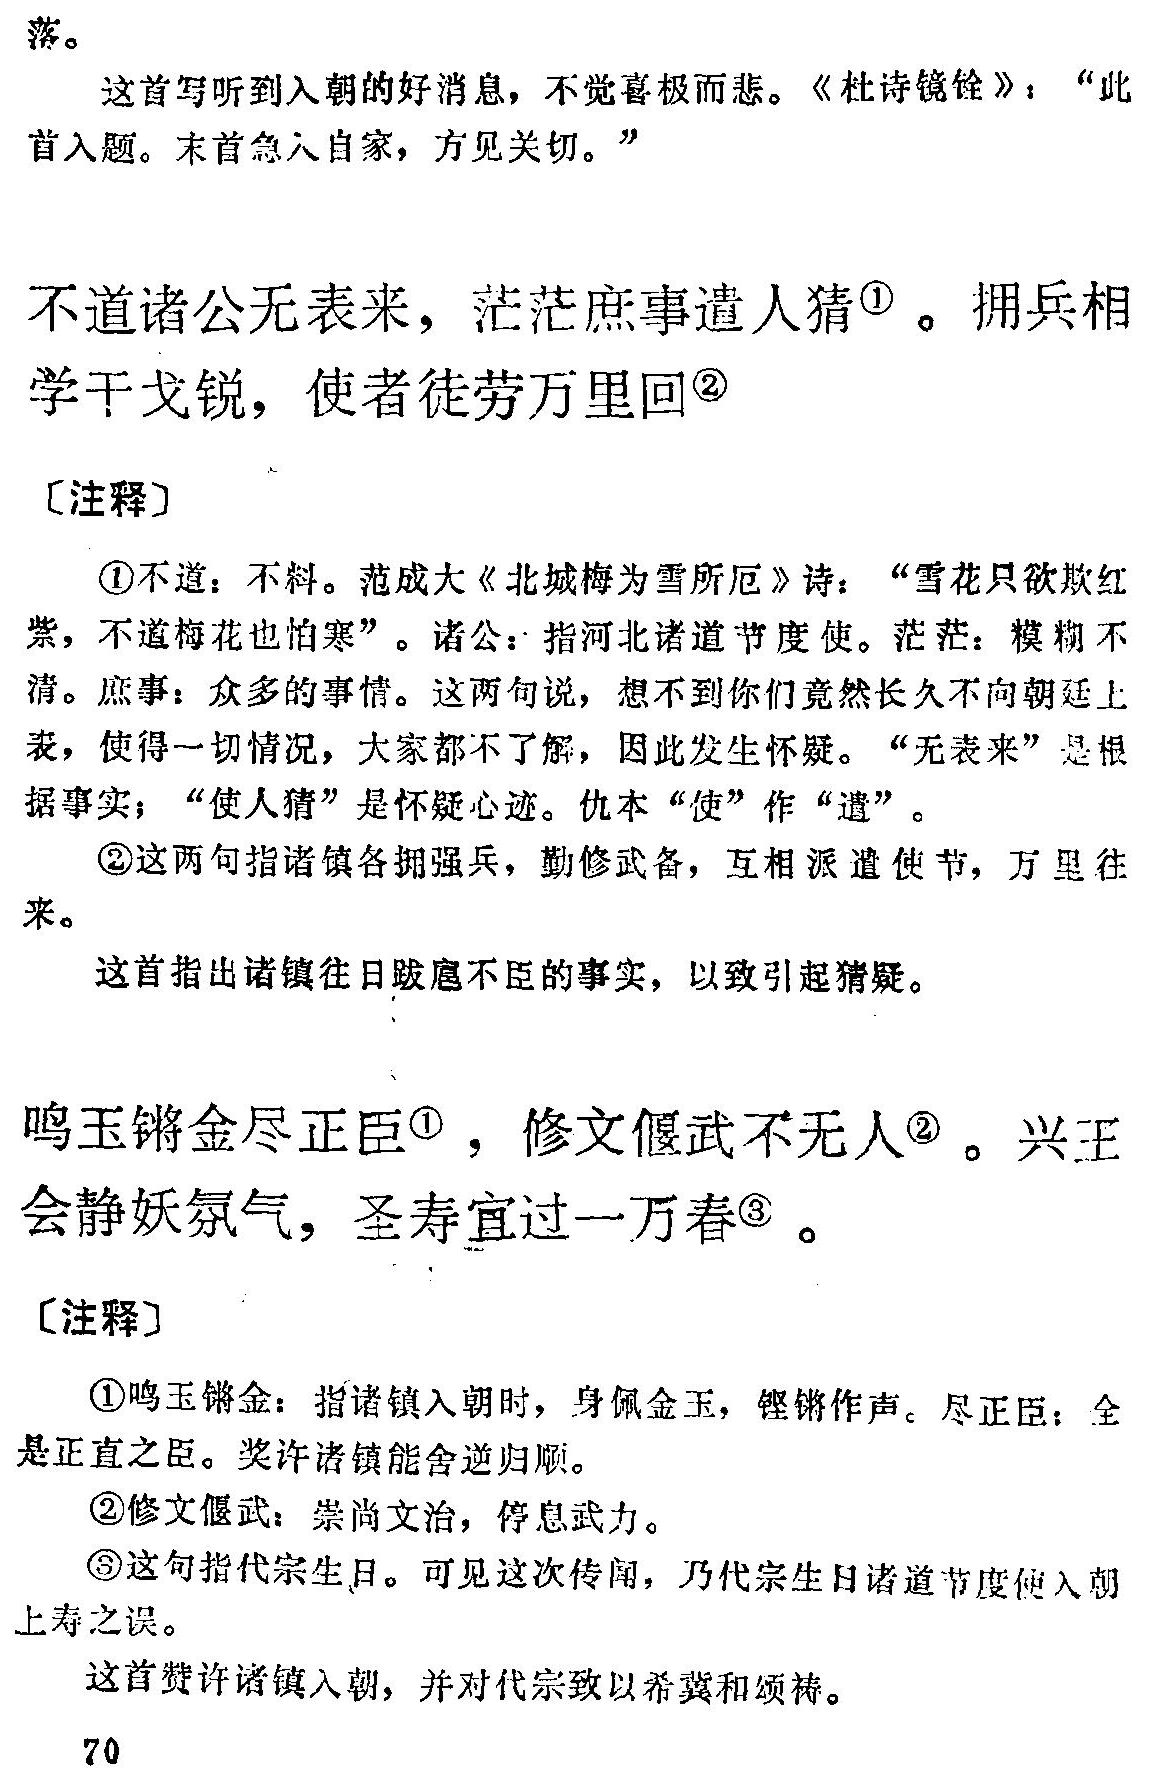 落。
这首写听到入朝的好消息，不觉喜极而悲。《杜诗镜铨》：“此
首入题。末首急入自家，方见关切。”
不道诸公无表来，茫茫庶事遣人猜①。拥兵相
学干戈锐，使者徒劳万里回②
〔注释〕
①不道：不料。范成大《北城梅为雪所厄》诗：“雪花只欲欺红
紫，不道梅花也怕寒”。诸公：指河北诸道节度使。茫茫：模糊不
清。庶事：众多的事情。这两句说，想不到你们竟然长久不向朝廷上
表，使得一切情况，大家都不了解，因此发生怀疑。“无表来”是根
据事实；“使人猜”是怀疑心迹。仇本“使”作“遣”。
②这两句指诸镇各拥强兵，勤修武备，互相派遣使节，万里往
来。
这首指出诸镇往日跋扈不臣的事实，以致引起猜疑。
鸣玉锵金尽正臣①，修文偃武不无人②。兴王
会静妖氛气，圣寿宜过一万春③。
〔注释〕
①鸣玉锵金：指诸镇入朝时，身佩金玉，铿锵作声。尽正臣：全
是正直之臣。奖许诸镇能舍逆归顺。
②修文偃武：崇尚文治，停息武力。
③这句指代宗生日。可见这次传闻，乃代宗生日诸道节度使入朝
上寿之误。
这首赞许诸镇入朝，并对代宗致以希冀和颂祷。
70